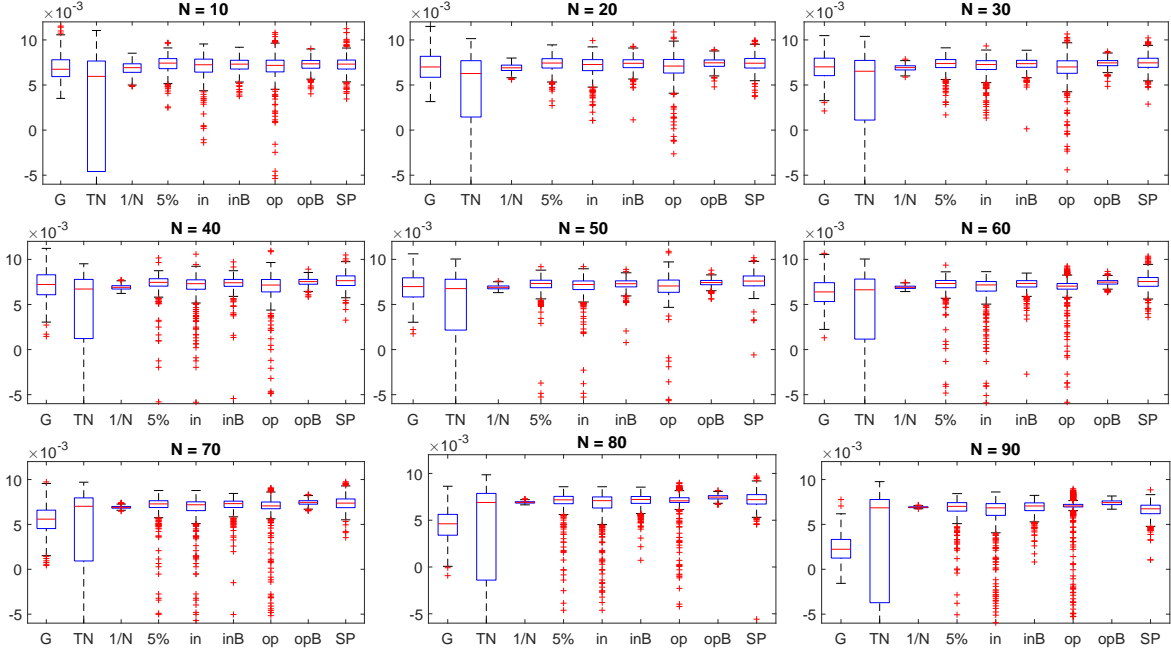 N = 10
×10⁻³
10
5
0
-5
G TN 1/N 5% in inB op opB SP
N = 20
×10⁻³
10
5
0
-5
G TN 1/N 5% in inB op opB SP
N = 30
×10⁻³
10
5
0
-5
G TN 1/N 5% in inB op opB SP
N = 40
×10⁻³
10
5
0
-5
G TN 1/N 5% in inB op opB SP
N = 50
×10⁻³
10
5
0
-5
G TN 1/N 5% in inB op opB SP
N = 60
×10⁻³
10
5
0
-5
G TN 1/N 5% in inB op opB SP
N = 70
×10⁻³
10
5
0
-5
G TN 1/N 5% in inB op opB SP
N = 80
×10⁻³
10
5
0
-5
G TN 1/N 5% in inB op opB SP
N = 90
×10⁻³
10
5
0
-5
G TN 1/N 5% in inB op opB SP